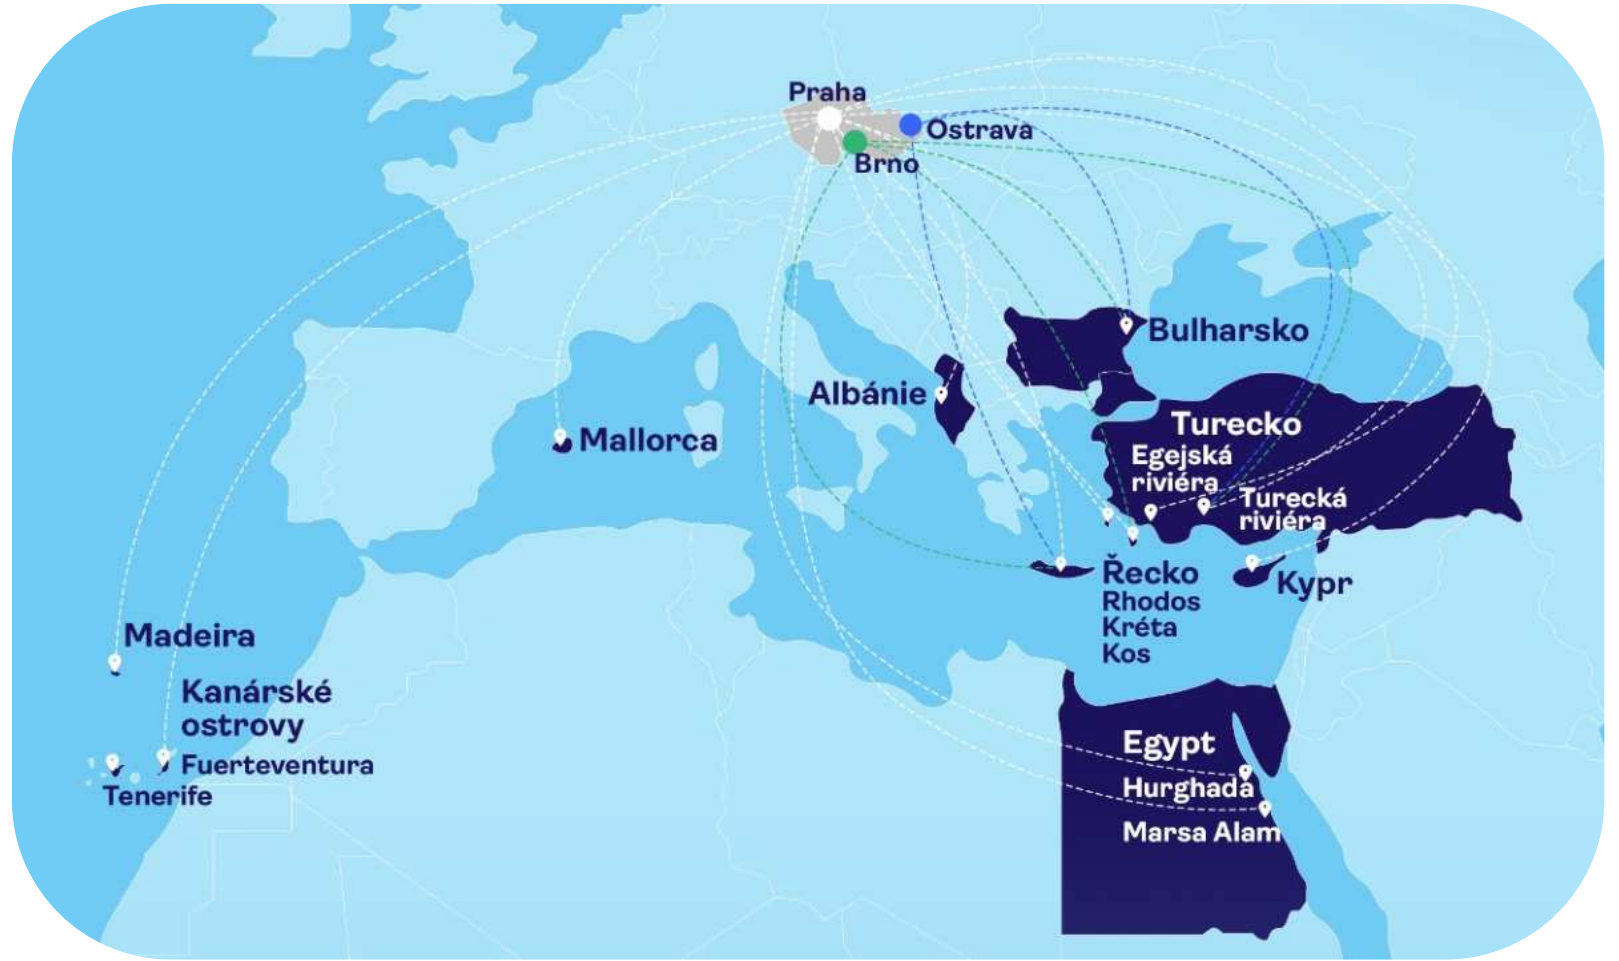 Praha
Ostrava
Brno
Bulharsko
Albánie
Mallorca
Turecko
Egejská
riviéra
Turecká
riviéra
Řecko
Rhodos
Kréta
Kos
Kypr
Madeira
Kanárské
ostrovy
Fuerteventura
Tenerife
Egypt
Hurghada
Marsa Alam